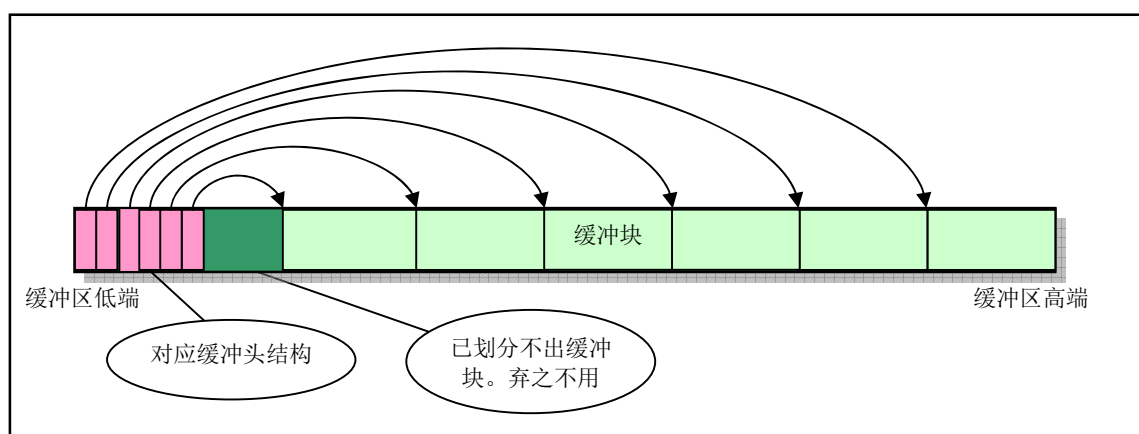 缓冲块
缓冲区低端
缓冲区高端
对应缓冲头结构
已划分不出缓冲
块。弃之不用